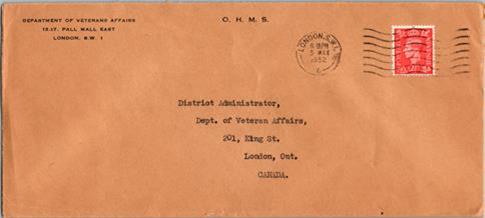 DEPARTMENT OF VETERANS AFFAIRS
13-17, PALL MALL EAST
LONDON, S.W. 1
O. H. M. S.
LONDON. S.W.1.
1952
District Administrator,
Dept. of Veteran Affairs,
201, King St.
London, Ont.
CANADA.